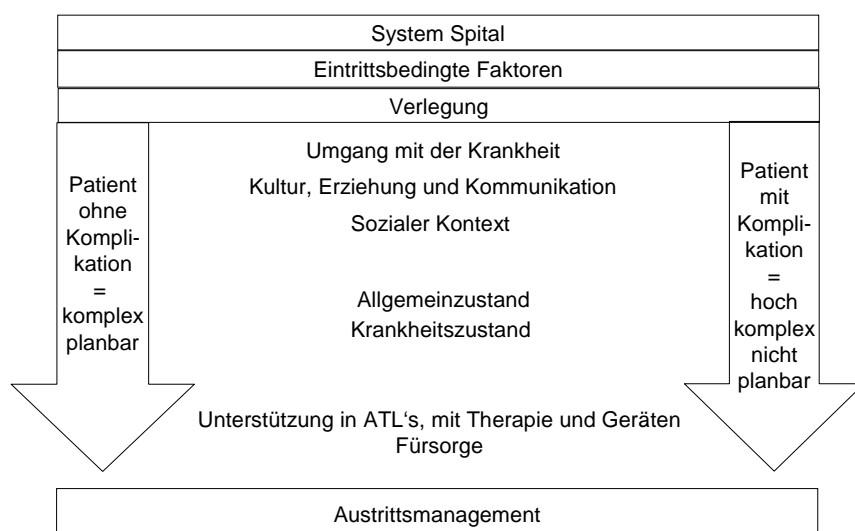 System Spital
Eintrittsbedingte Faktoren
Verlegung
Patient
ohne
Kompli-
kation
=
komplex
planbar
Umgang mit der Krankheit
Kultur, Erziehung und Kommunikation
Sozialer Kontext
Allgemeinzustand
Krankheitszustand
Unterstützung in ATL‘s, mit Therapie und Geräten
Fürsorge
Patient
mit
Kompli-
kation
=
hoch
komplex
nicht
planbar
Austrittsmanagement